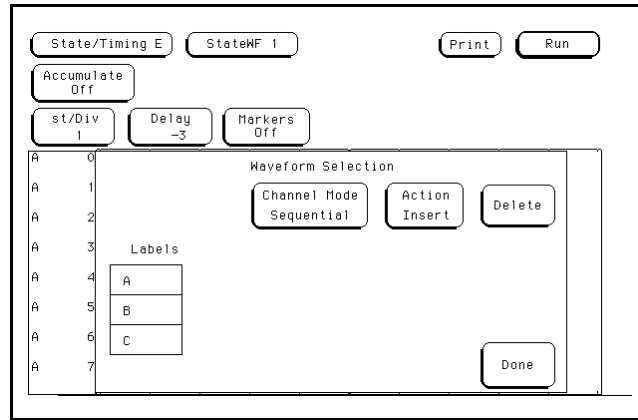 State/Timing E StateWF 1 Print Run
Accumulate
Off
st/Div Delay Markers
1 -3 Off
A 0
Waveform Selection
A 1
Channel Mode Action Delete
Sequential Insert
A 2
A 3 Labels
A 4 A
A 5 B
A 6 C
A 7 Done